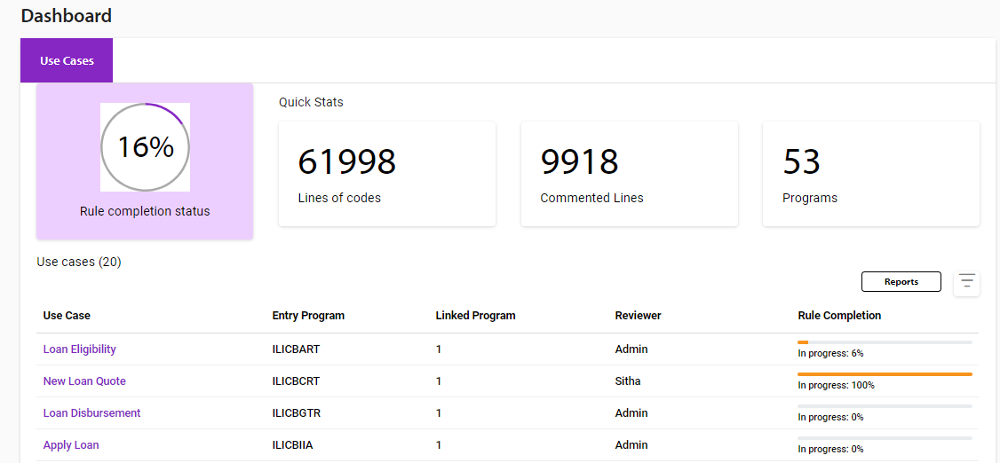 Dashboard
Use Cases
16%
Rule completion status
Quick Stats
61998
Lines of codes
9918
Commented Lines
53
Programs
Use cases (20)
Reports
Use Case Entry Program Linked Program Reviewer Rule Completion
Loan Eligibility ILICBART 1 Admin In progress: 6%
New Loan Quote ILICBCRT 1 Sitha In progress: 100%
Loan Disbursement ILICBGTR 1 Admin In progress: 0%
Apply Loan ILICBIIA 1 Admin In progress: 0%